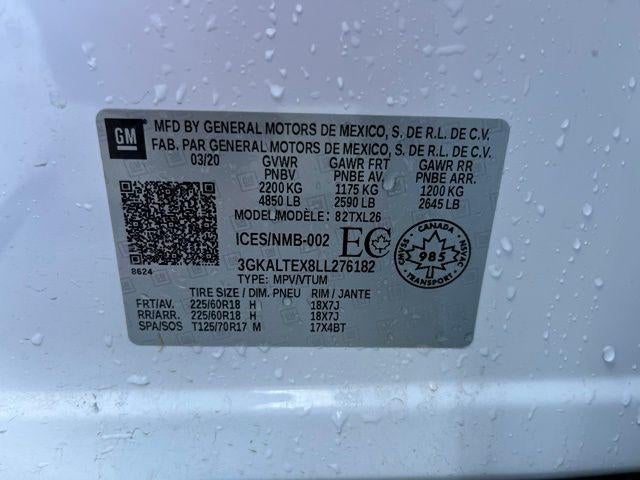 GM
MFD BY GENERAL MOTORS DE MEXICO, S. DE R.L. DE C.V.
FAB. PAR GENERAL MOTORS DE MEXICO, S. DE R.L. DE C.V.
03/20 GVWR GAWR FRT GAWR RR
PNBV PNBE AV. PNBE ARR.
2200 KG 1175 KG 1200 KG
4850 LB 2590 LB 2645 LB
MODEL/MODÈLE: 82TXL26
ICES/NMB-002 EC
CMVSS NSVAC 985 CANADA
8624
3GKALTEX8LL276182
TYPE: MPV/VTUM
TIRE SIZE / DIM. PNEU RIM / JANTE
FRT/AV. 225/60R18 H 18X7J
RR/ARR. 225/60R18 H 18X7J
SPA/SOS T125/70R17 M 17X4BT